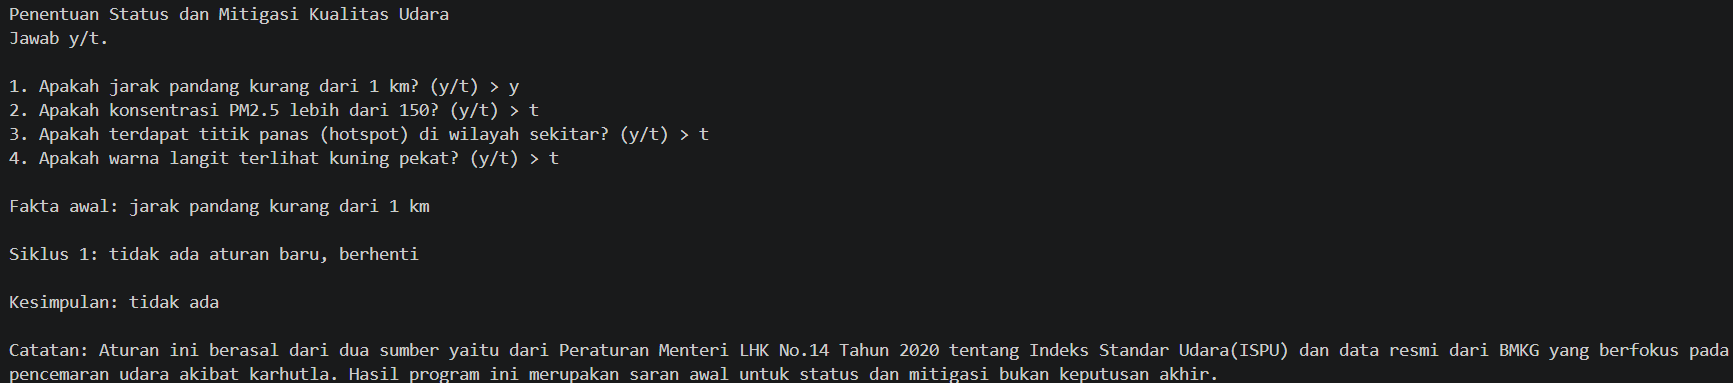 Penentuan Status dan Mitigasi Kualitas Udara
Jawab y/t.
1. Apakah jarak pandang kurang dari 1 km? (y/t) > y
2. Apakah konsentrasi PM2.5 lebih dari 150? (y/t) > t
3. Apakah terdapat titik panas (hotspot) di wilayah sekitar? (y/t) > t
4. Apakah warna langit terlihat kuning pekat? (y/t) > t
Fakta awal: jarak pandang kurang dari 1 km
Siklus 1: tidak ada aturan baru, berhenti
Kesimpulan: tidak ada
Catatan: Aturan ini berasal dari dua sumber yaitu dari Peraturan Menteri LHK No.14 Tahun 2020 tentang Indeks Standar Udara(ISPU) dan data resmi dari BMKG yang berfokus pada
pencemaran udara akibat karhutla. Hasil program ini merupakan saran awal untuk status dan mitigasi bukan keputusan akhir.